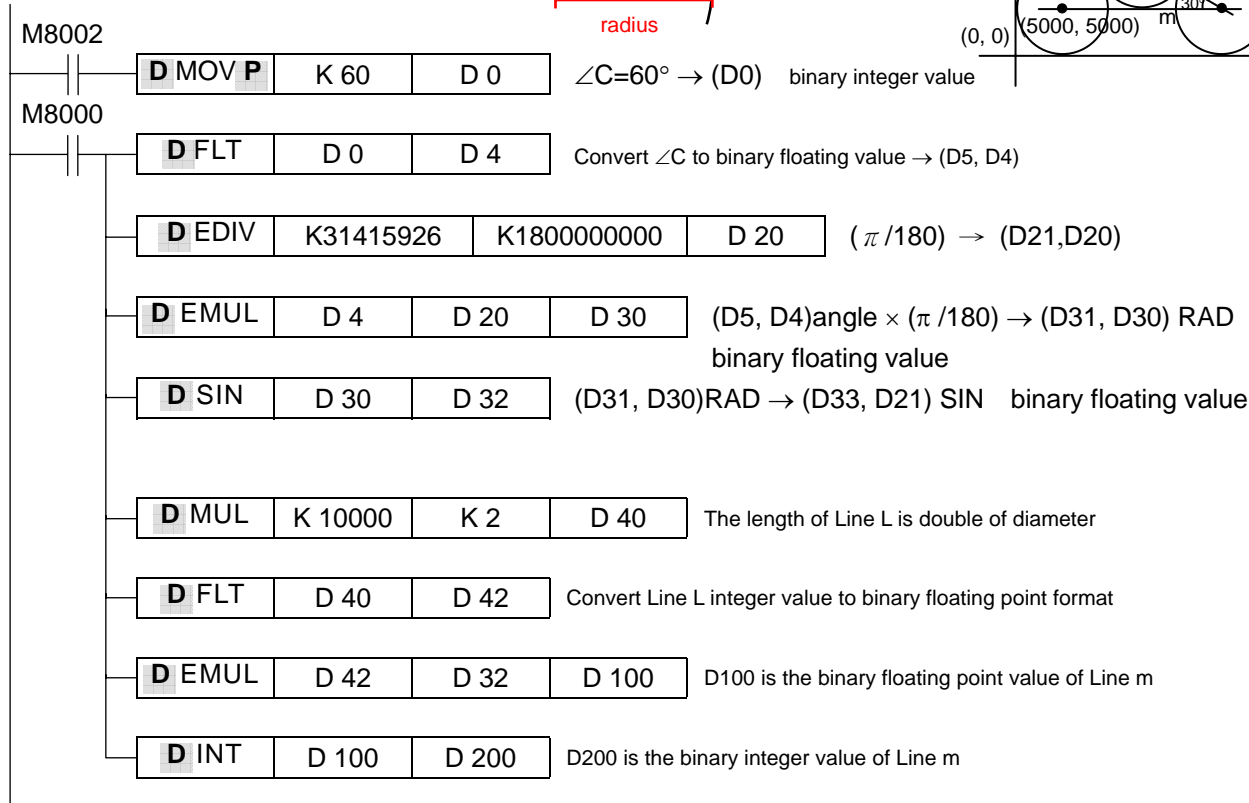 radius
(0, 0)
(5000, 5000)
m
30°
M8002
D MOV P K 60 D 0 ∠C=60° → (D0) binary integer value
M8000
D FLT D 0 D 4 Convert ∠C to binary floating value → (D5, D4)
D EDIV K31415926 K1800000000 D 20 ( π /180) → (D21,D20)
D EMUL D 4 D 20 D 30 (D5, D4)angle × (π /180) → (D31, D30) RAD
binary floating value
D SIN D 30 D 32 (D31, D30)RAD → (D33, D21) SIN binary floating value
D MUL K 10000 K 2 D 40 The length of Line L is double of diameter
D FLT D 40 D 42 Convert Line L integer value to binary floating point format
D EMUL D 42 D 32 D 100 D100 is the binary floating point value of Line m
D INT D 100 D 200 D200 is the binary integer value of Line m